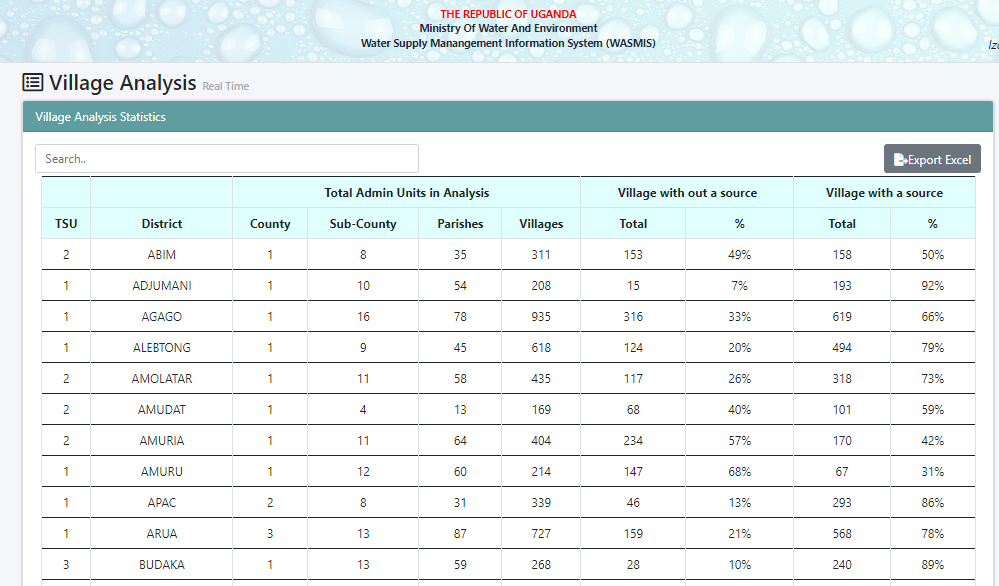 THE REPUBLIC OF UGANDA
Ministry Of Water And Environment
Water Supply Manangement Information System (WASMIS)
Village Analysis Real Time
Village Analysis Statistics
Search..
Export Excel
Total Admin Units in Analysis Village with out a source Village with a source
TSU District County Sub-County Parishes Villages Total % Total %
2 ABIM 1 8 35 311 153 49% 158 50%
1 ADJUMANI 1 10 54 208 15 7% 193 92%
1 AGAGO 1 16 78 935 316 33% 619 66%
1 ALEBTONG 1 9 45 618 124 20% 494 79%
2 AMOLATAR 1 11 58 435 117 26% 318 73%
2 AMUDAT 1 4 13 169 68 40% 101 59%
2 AMURIA 1 11 64 404 234 57% 170 42%
1 AMURU 1 12 60 214 147 68% 67 31%
1 APAC 2 8 31 339 46 13% 293 86%
1 ARUA 3 13 87 727 159 21% 568 78%
3 BUDAKA 1 13 59 268 28 10% 240 89%